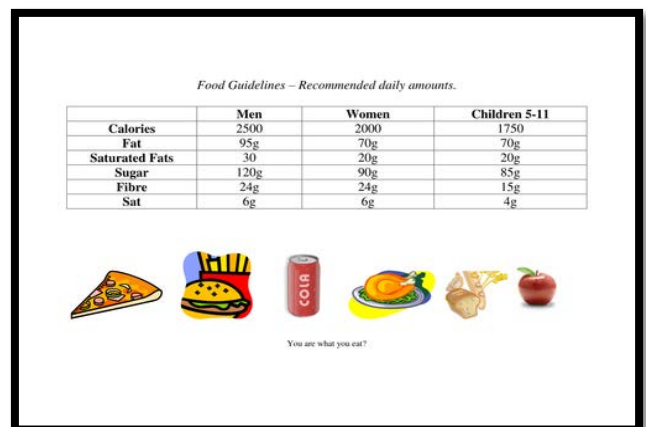 Food Guidelines – Recommended daily amounts.
Men Women Children 5-11
Calories 2500 2000 1750
Fat 95g 70g 70g
Saturated Fats 30 20g 20g
Sugar 120g 90g 85g
Fibre 24g 24g 15g
Sat 6g 6g 4g
COLA
You are what you eat?